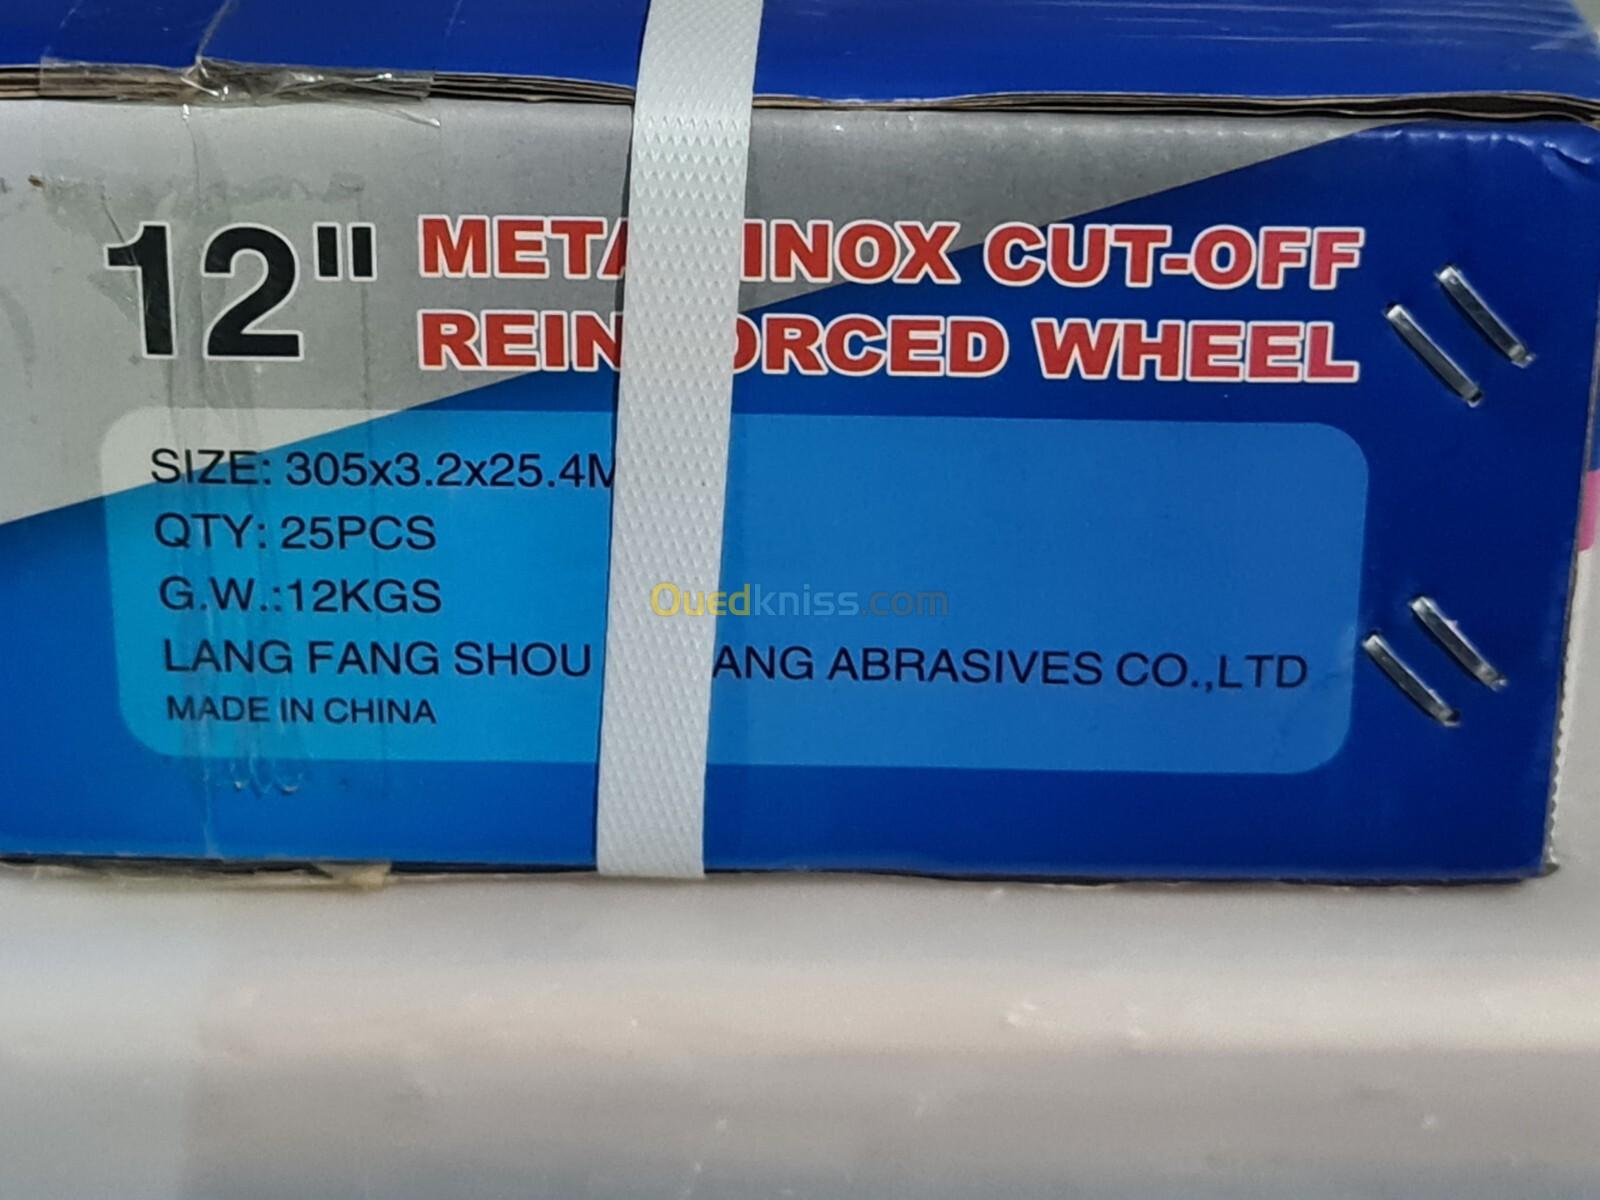 12" META INOX CUT-OFF
REIN ORCED WHEEL
SIZE: 305x3.2x25.4M
QTY: 25PCS
G.W.:12KGS
Ouedkniss.com
LANG FANG SHOU ANG ABRASIVES CO.,LTD
MADE IN CHINA